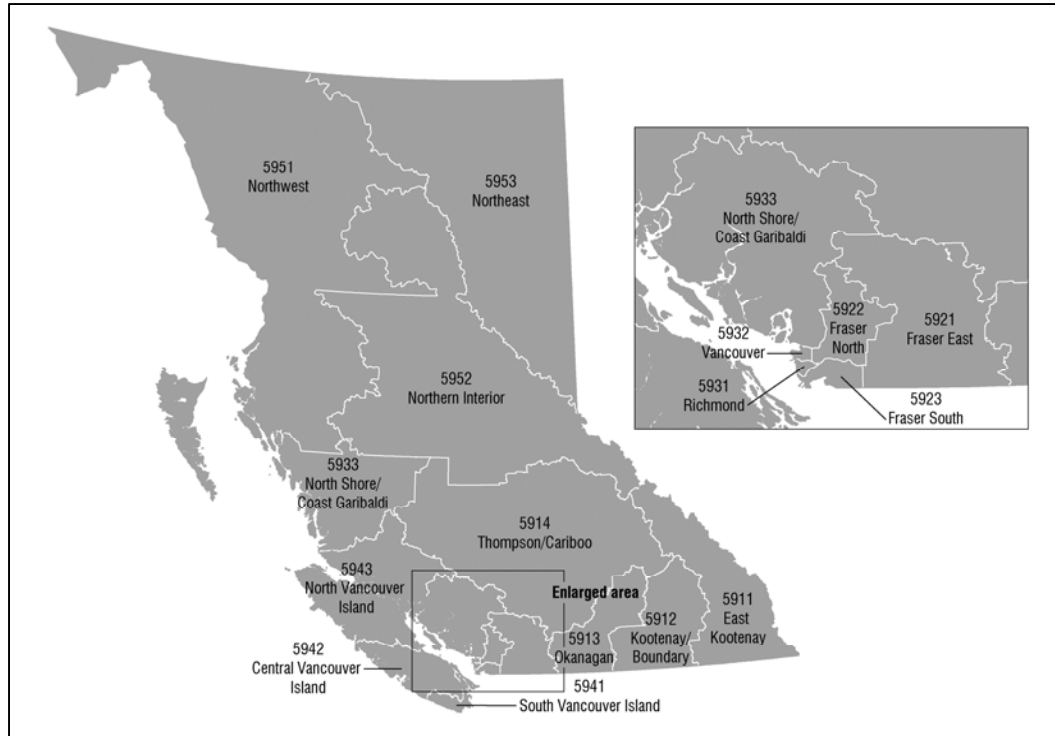 5951
Northwest
5953
Northeast
5952
Northern Interior
5933
North Shore/
Coast Garibaldi
5914
Thompson/Cariboo
5943
North Vancouver
Island
Enlarged area
5911
East
Kootenay
5912
Kootenay/
Boundary
5913
Okanagan
5942
Central Vancouver
Island
5941
South Vancouver Island
5933
North Shore/
Coast Garibaldi
5922
Fraser
North
5921
Fraser East
5932
Vancouver
5931
Richmond
5923
Fraser South